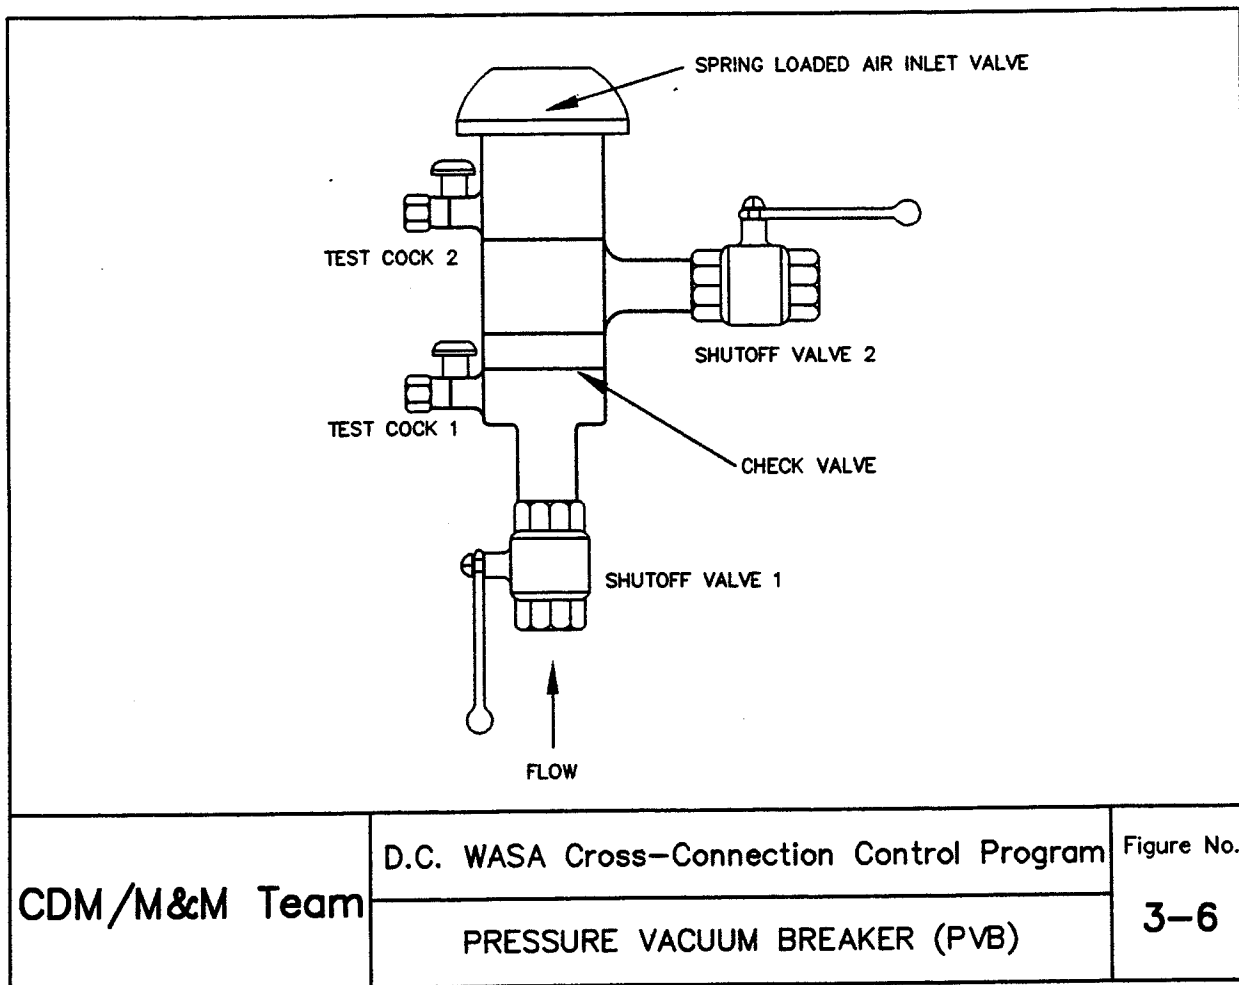 SPRING LOADED AIR INLET VALVE
TEST COCK 2
SHUTOFF VALVE 2
TEST COCK 1
CHECK VALVE
SHUTOFF VALVE 1
FLOW
CDM/M&M Team
D.C. WASA Cross-Connection Control Program
PRESSURE VACUUM BREAKER (PVB)
Figure No.
3-6